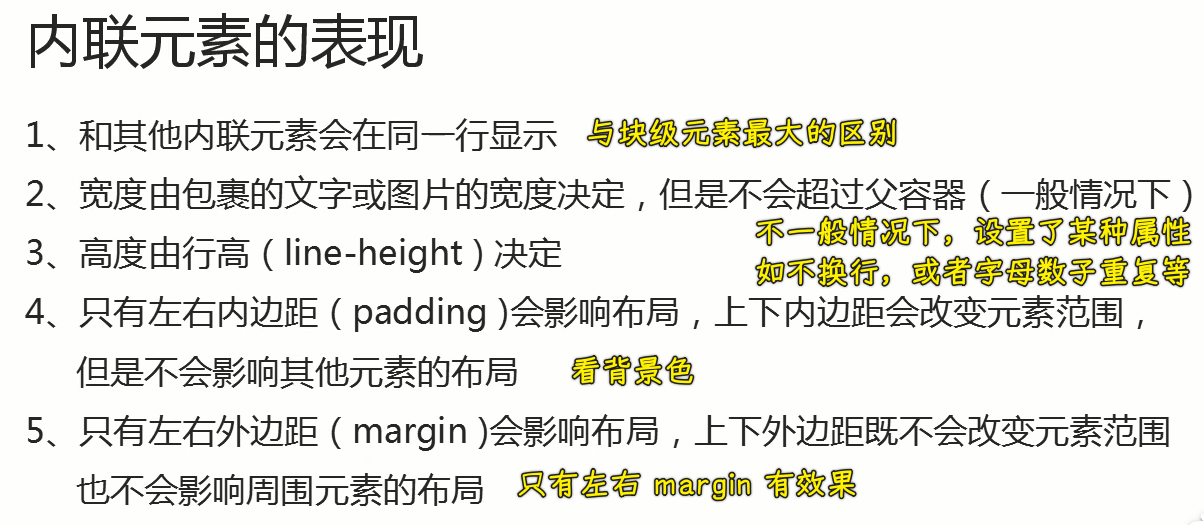 内联元素的表现
1、和其他内联元素会在同一行显示 与块级元素最大的区别
2、宽度由包裹的文字或图片的宽度决定，但是不会超过父容器（一般情况下）
不一般情况下，设置了某种属性
3、高度由行高（line-height）决定
如不换行，或者字母数子重复等
4、只有左右内边距（padding )会影响布局，上下内边距会改变元素范围，
但是不会影响其他元素的布局 看背景色
5、只有左右外边距（margin )会影响布局，上下外边距既不会改变元素范围
也不会影响周围元素的布局 只有左右 margin 有效果